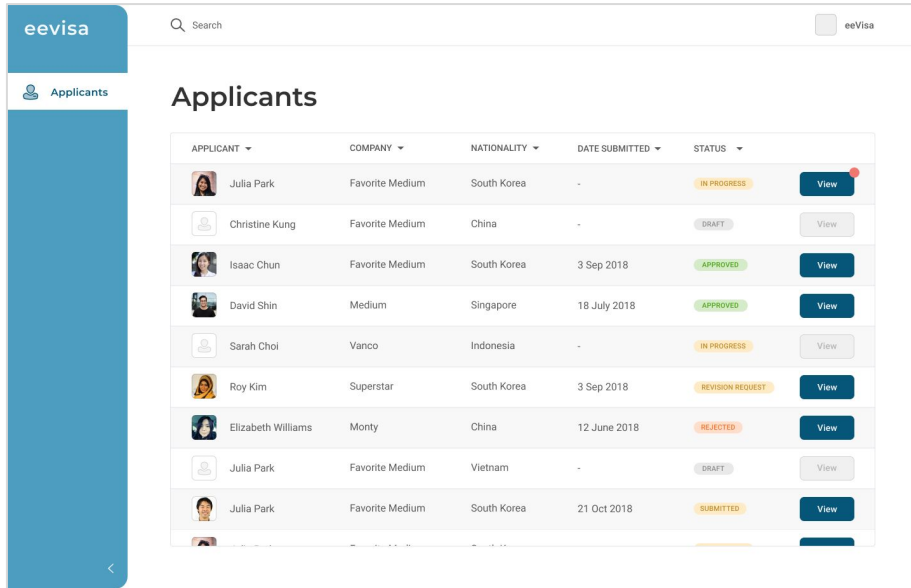 eevisa
Search
eeVisa
Applicants
Applicants
APPLICANT COMPANY NATIONALITY DATE SUBMITTED STATUS
Julia Park Favorite Medium South Korea - IN PROGRESS View
Christine Kung Favorite Medium China - DRAFT View
Isaac Chun Favorite Medium South Korea 3 Sep 2018 APPROVED View
David Shin Medium Singapore 18 July 2018 APPROVED View
Sarah Choi Vanco Indonesia - IN PROGRESS View
Roy Kim Superstar South Korea 3 Sep 2018 REVISION REQUEST View
Elizabeth Williams Monty China 12 June 2018 REJECTED View
Julia Park Favorite Medium Vietnam - DRAFT View
Julia Park Favorite Medium South Korea 21 Oct 2018 SUBMITTED View